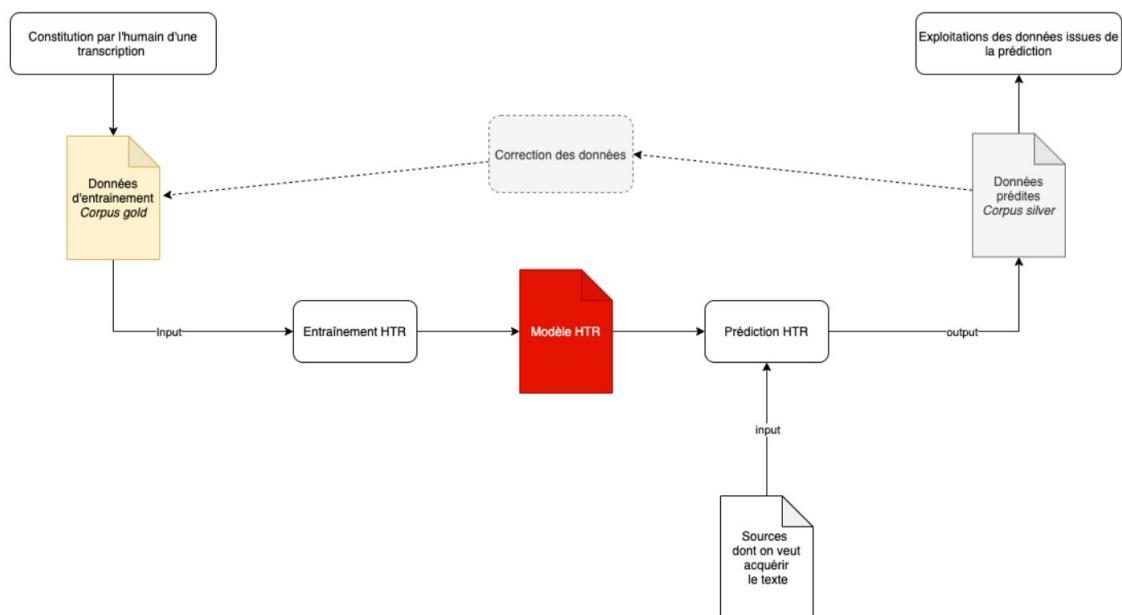 Constitution par l'humain d'une
transcription
Exploitations des données issues de
la prédiction
Correction des données
Données
d'entrainement
Corpus gold
Données
prédites
Corpus silver
Input
Entraînement HTR
Modèle HTR
Prédiction HTR
output
input
Sources
dont on veut
acquérir
le texte